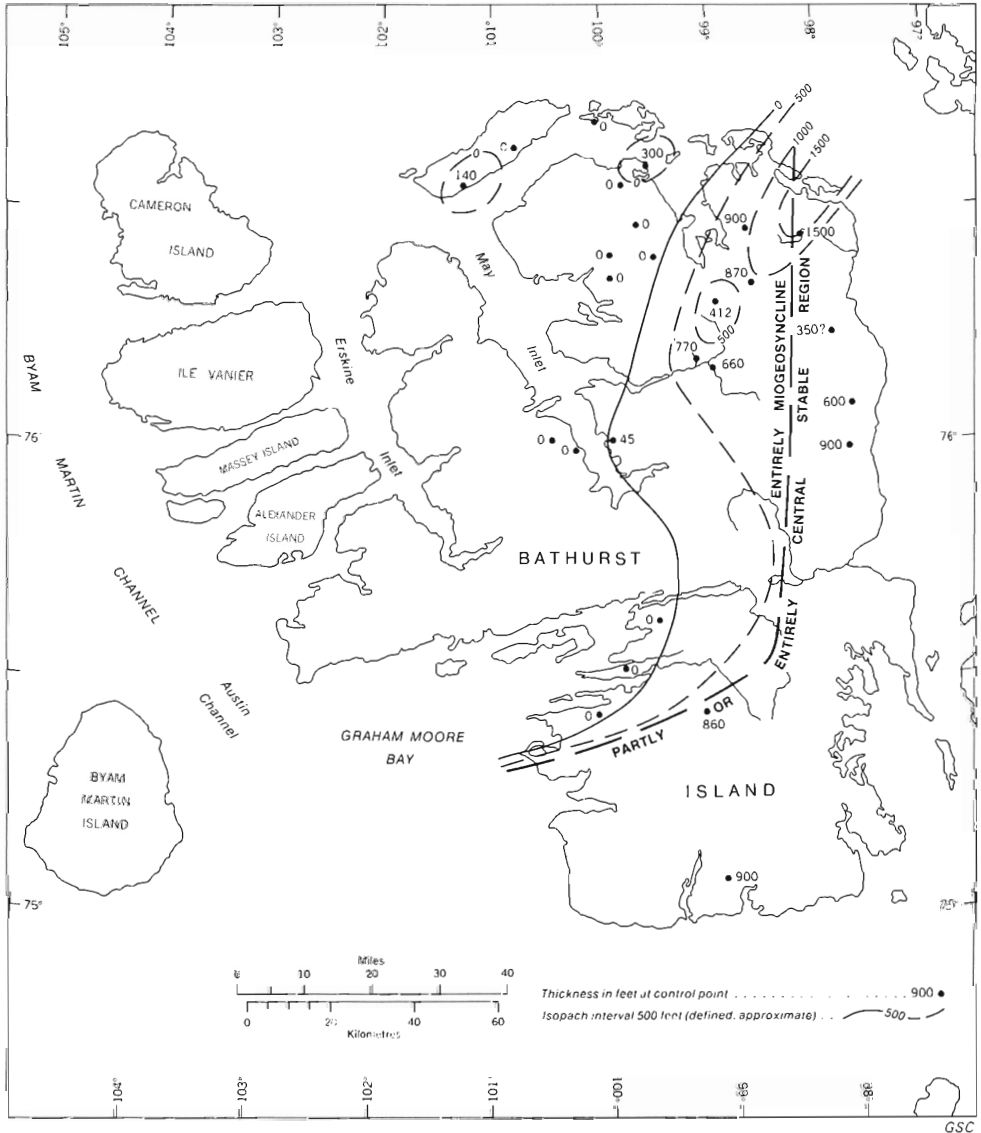 105° 104° 103° 102° 101° 100° 99° 98° 97°
0 500
1000
1500
0
0
0
140
300
0 0
900
1500
0
CAMERON
ISLAND
May
Inlet
0
0
0
870
412
500
350?
770
660
ENTIRELY MIOGEOSYNCLINE
STABLE REGION
ENTIRELY CENTRAL
PARTLY OR
BYAM
MARTIN
CHANNEL
ILE VANIER
Erskine
Inlet
600
900
76° 76°
MASSEY ISLAND
0
0
45
ALEXANDER
ISLAND
BATHURST
0
0
0
860
Austin
Channel
GRAHAM MOORE
BAY
BYAM
MARTIN
ISLAND
ISLAND
900
75°
Miles
10 20 30 40
0 20 40 60
Kilometres
Thickness in feet at control point . . . . . . . . . . . . . . 900
Isopach interval 500 feet (defined, approximate) . . 500
104° 103° 102° 101 100° 99° 98°
GSC